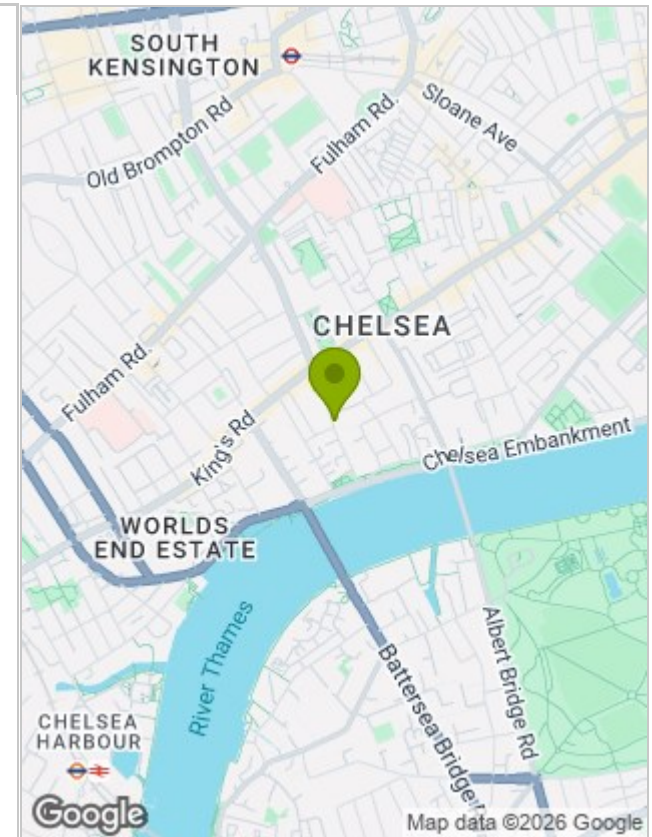 SOUTH
KENSINGTON
Sloane Ave
Fulham Rd.
Old Brompton Rd
CHELSEA
Fulham Rd.
King's Rd
Chelsea Embankment
WORLDS
END ESTATE
River Thames
Albert Bridge Rd
Battersea Bridge
CHELSEA
HARBOUR
Google
Map data ©2026 Google